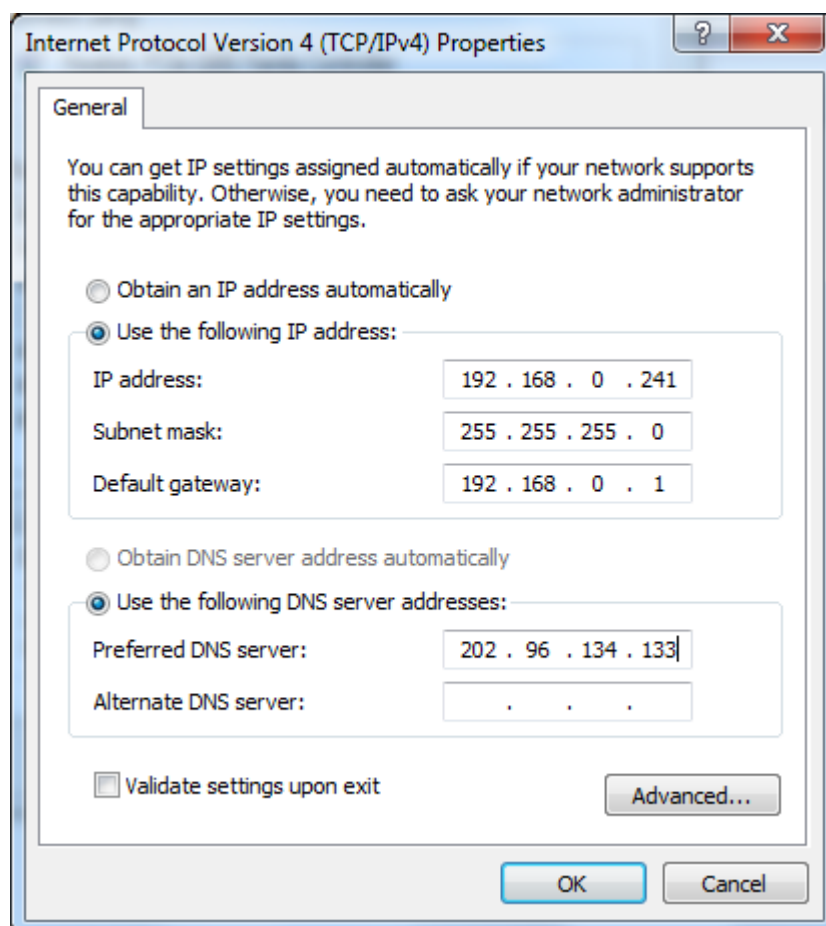 Internet Protocol Version 4 (TCP/IPv4) Properties
General
You can get IP settings assigned automatically if your network supports
this capability. Otherwise, you need to ask your network administrator
for the appropriate IP settings.
Obtain an IP address automatically
Use the following IP address:
IP address: 192 . 168 . 0 . 241
Subnet mask: 255 . 255 . 255 . 0
Default gateway: 192 . 168 . 0 . 1
Obtain DNS server address automatically
Use the following DNS server addresses:
Preferred DNS server: 202 . 96 . 134 . 133
Alternate DNS server: . . .
Validate settings upon exit
Advanced...
OK Cancel